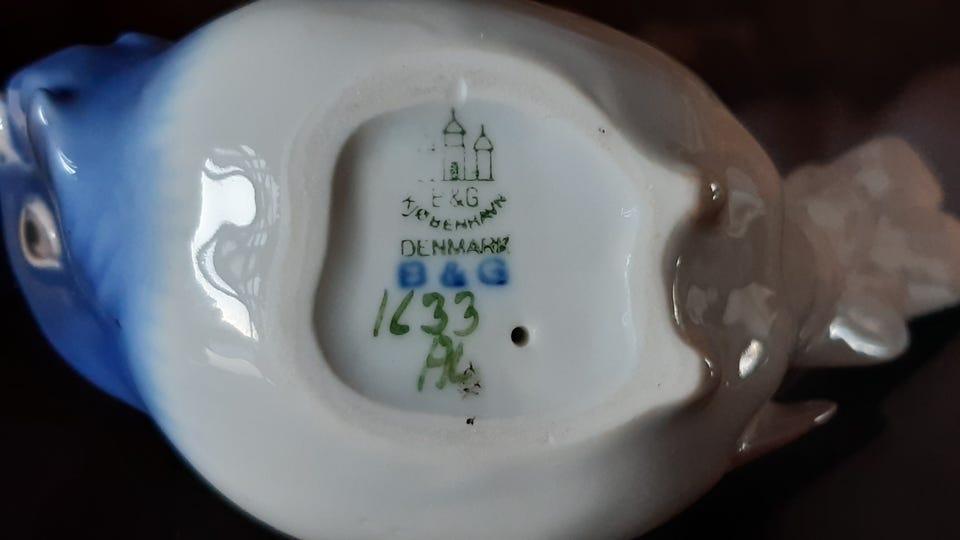 B&G
KJØBENHAVN
DENMARK
B & G
1633